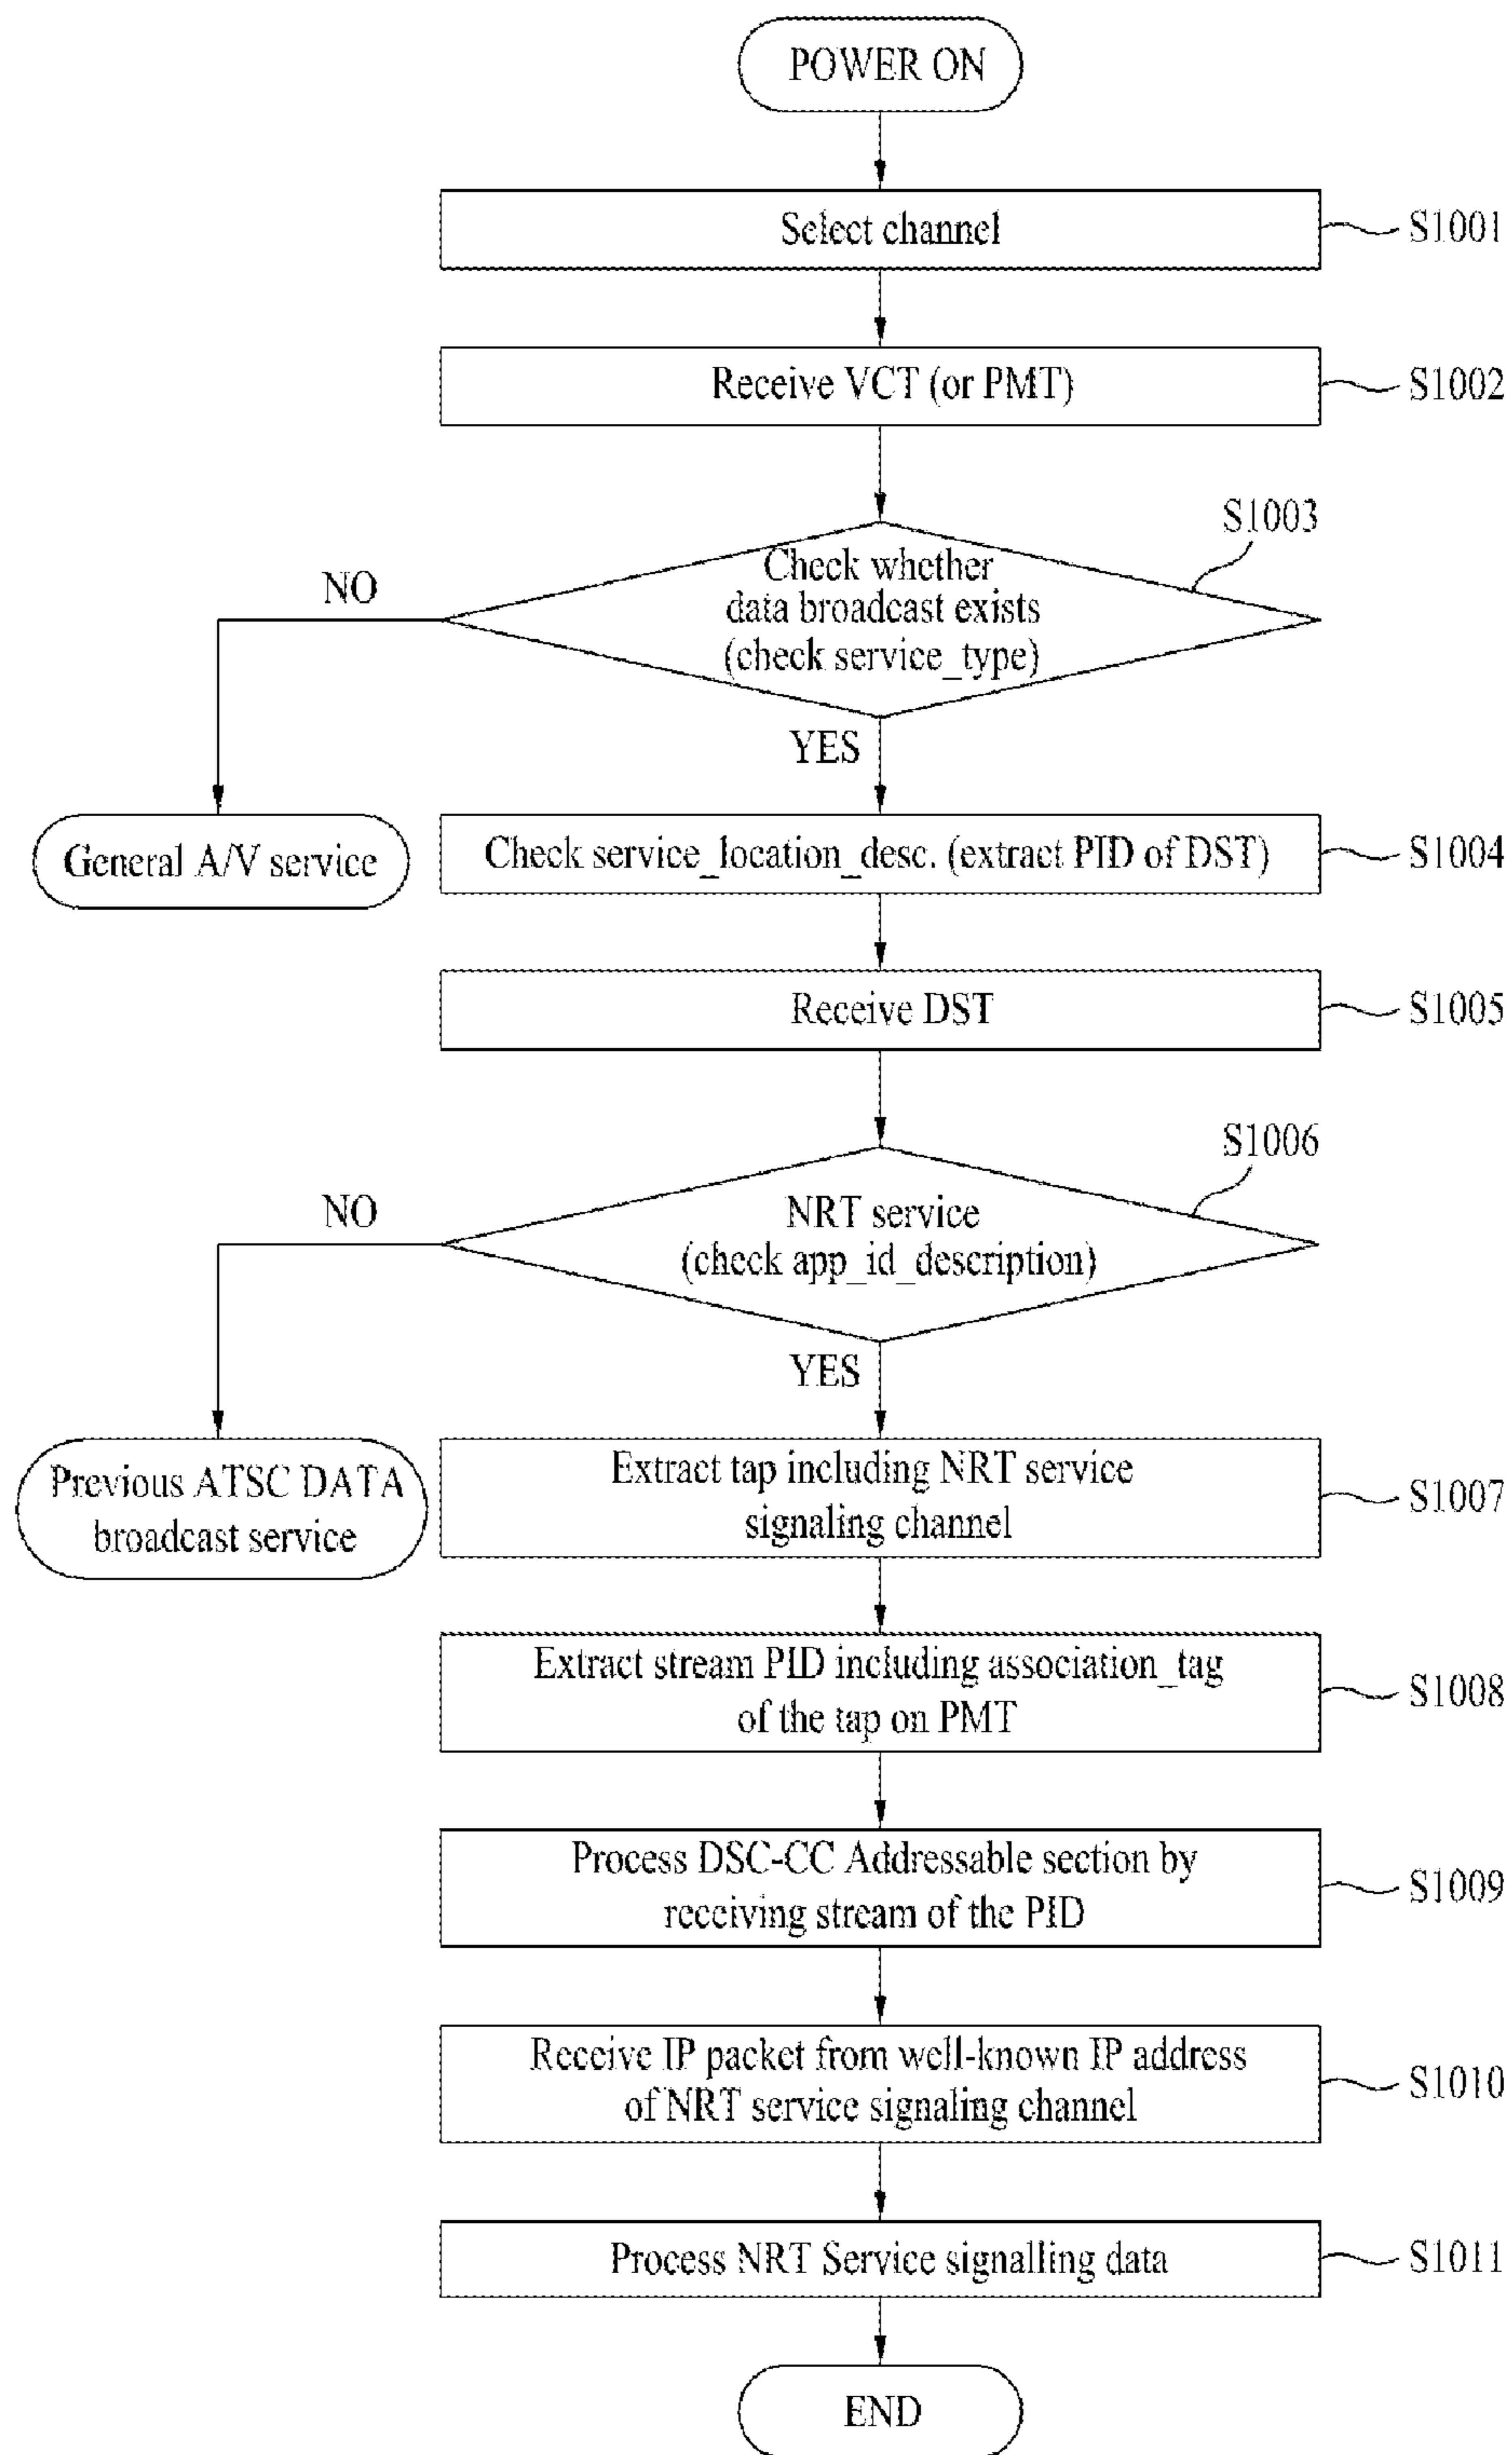 POWER ON
Select channel
S1001
Receive VCT (or PMT)
S1002
S1003
Check whether
data broadcast exists
(check service_type)
NO
YES
General A/V service
Check service_location_desc. (extract PID of DST)
S1004
Receive DST
S1005
S1006
NRT service
(check app_id_description)
NO
YES
Previous ATSC DATA
broadcast service
Extract tap including NRT service
signaling channel
S1007
Extract stream PID including association_tag
of the tap on PMT
S1008
Process DSC-CC Addressable section by
receiving stream of the PID
S1009
Receive IP packet from well-known IP address
of NRT service signaling channel
S1010
Process NRT Service signalling data
S1011
END